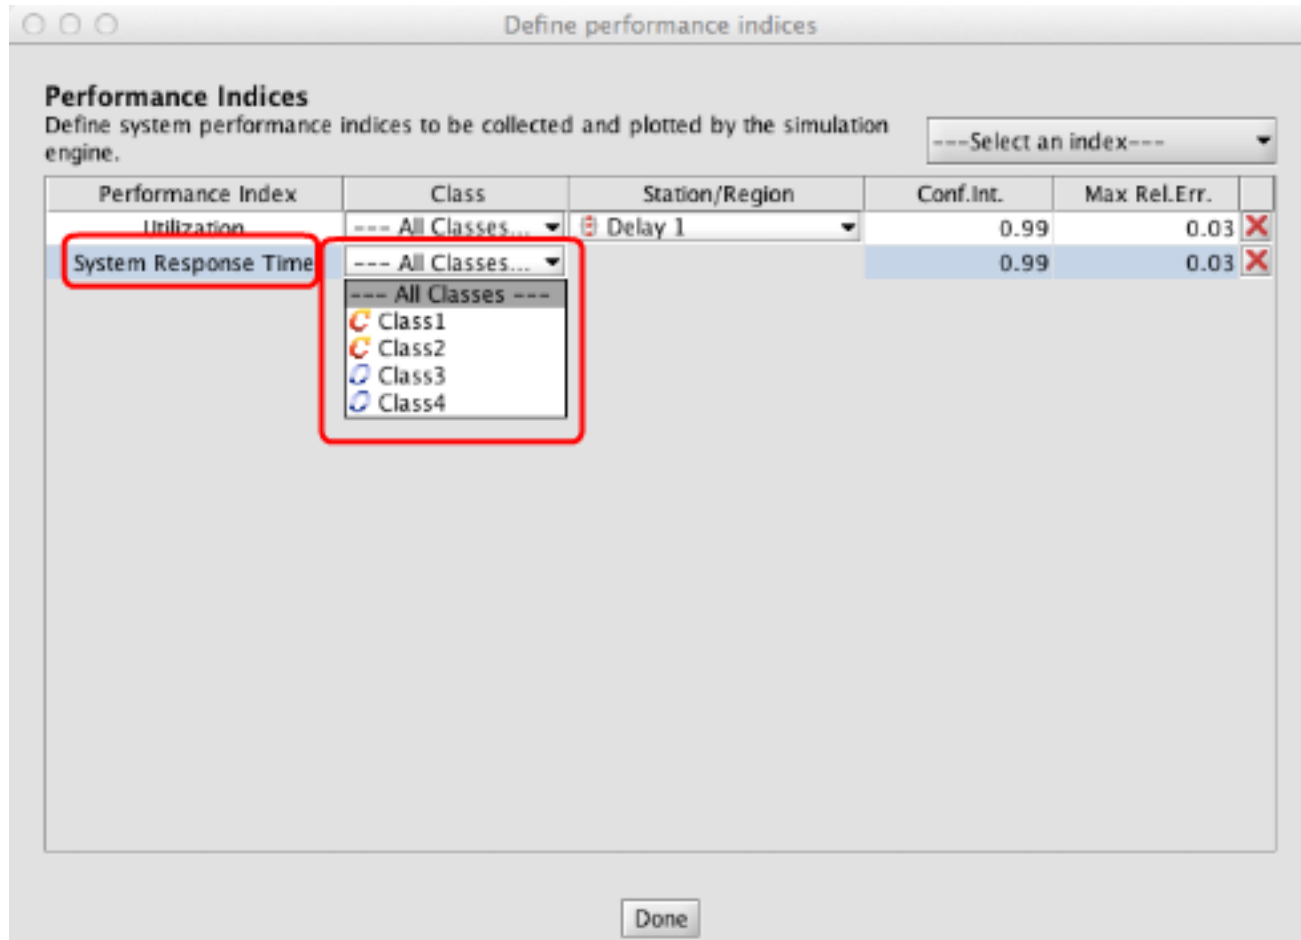 Define performance indices
Performance Indices
Define system performance indices to be collected and plotted by the simulation
engine.
---Select an index---
Performance Index Class Station/Region Conf.Int. Max Rel.Err.
Utilization --- All Classes... Delay 1 0.99 0.03
System Response Time --- All Classes... 0.99 0.03
--- All Classes ---
Class1
Class2
Class3
Class4
Done